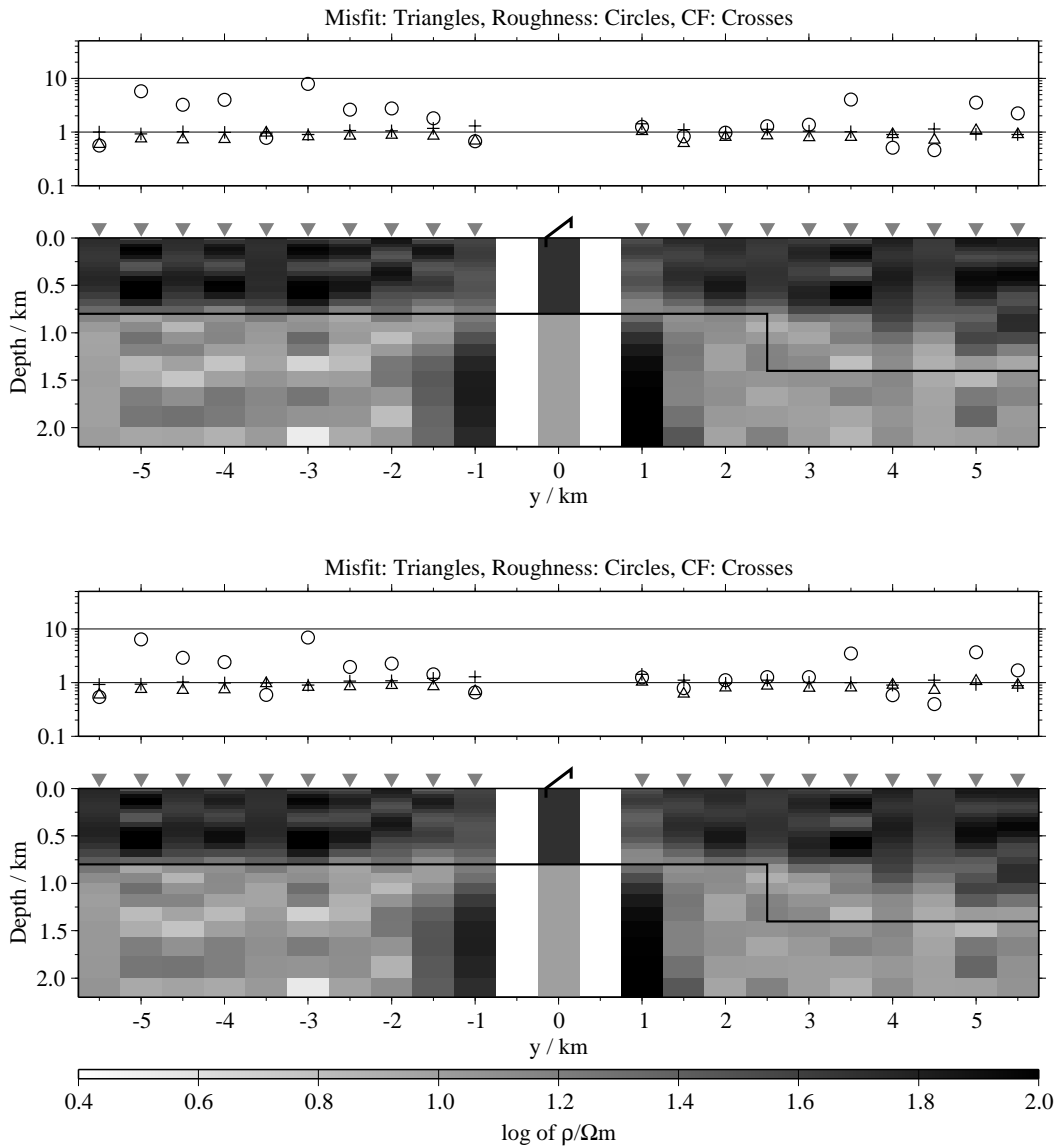 Misfit: Triangles, Roughness: Circles, CF: Crosses
10
1
0.1
0.0
0.5
1.0
1.5
2.0
Depth / km
-5 -4 -3 -2 -1 0 1 2 3 4 5
y / km
Misfit: Triangles, Roughness: Circles, CF: Crosses
10
1
0.1
0.0
0.5
1.0
1.5
2.0
Depth / km
-5 -4 -3 -2 -1 0 1 2 3 4 5
y / km
0.4 0.6 0.8 1.0 1.2 1.4 1.6 1.8 2.0
log of ρ/Ωm